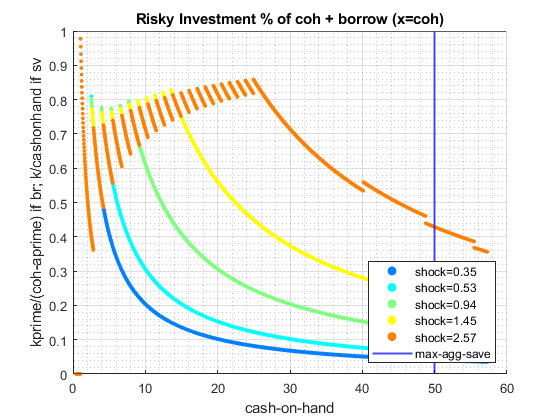 Risky Investment % of coh + borrow (x=coh)
kprime/(coh-aprime) if br; k/cashonhand if sv
1
0.9
0.8
0.7
0.6
0.5
0.4
0.3
0.2
0.1
0
shock=0.35
shock=0.53
shock=0.94
shock=1.45
shock=2.57
max-agg-save
0 10 20 30 40 50 60
cash-on-hand